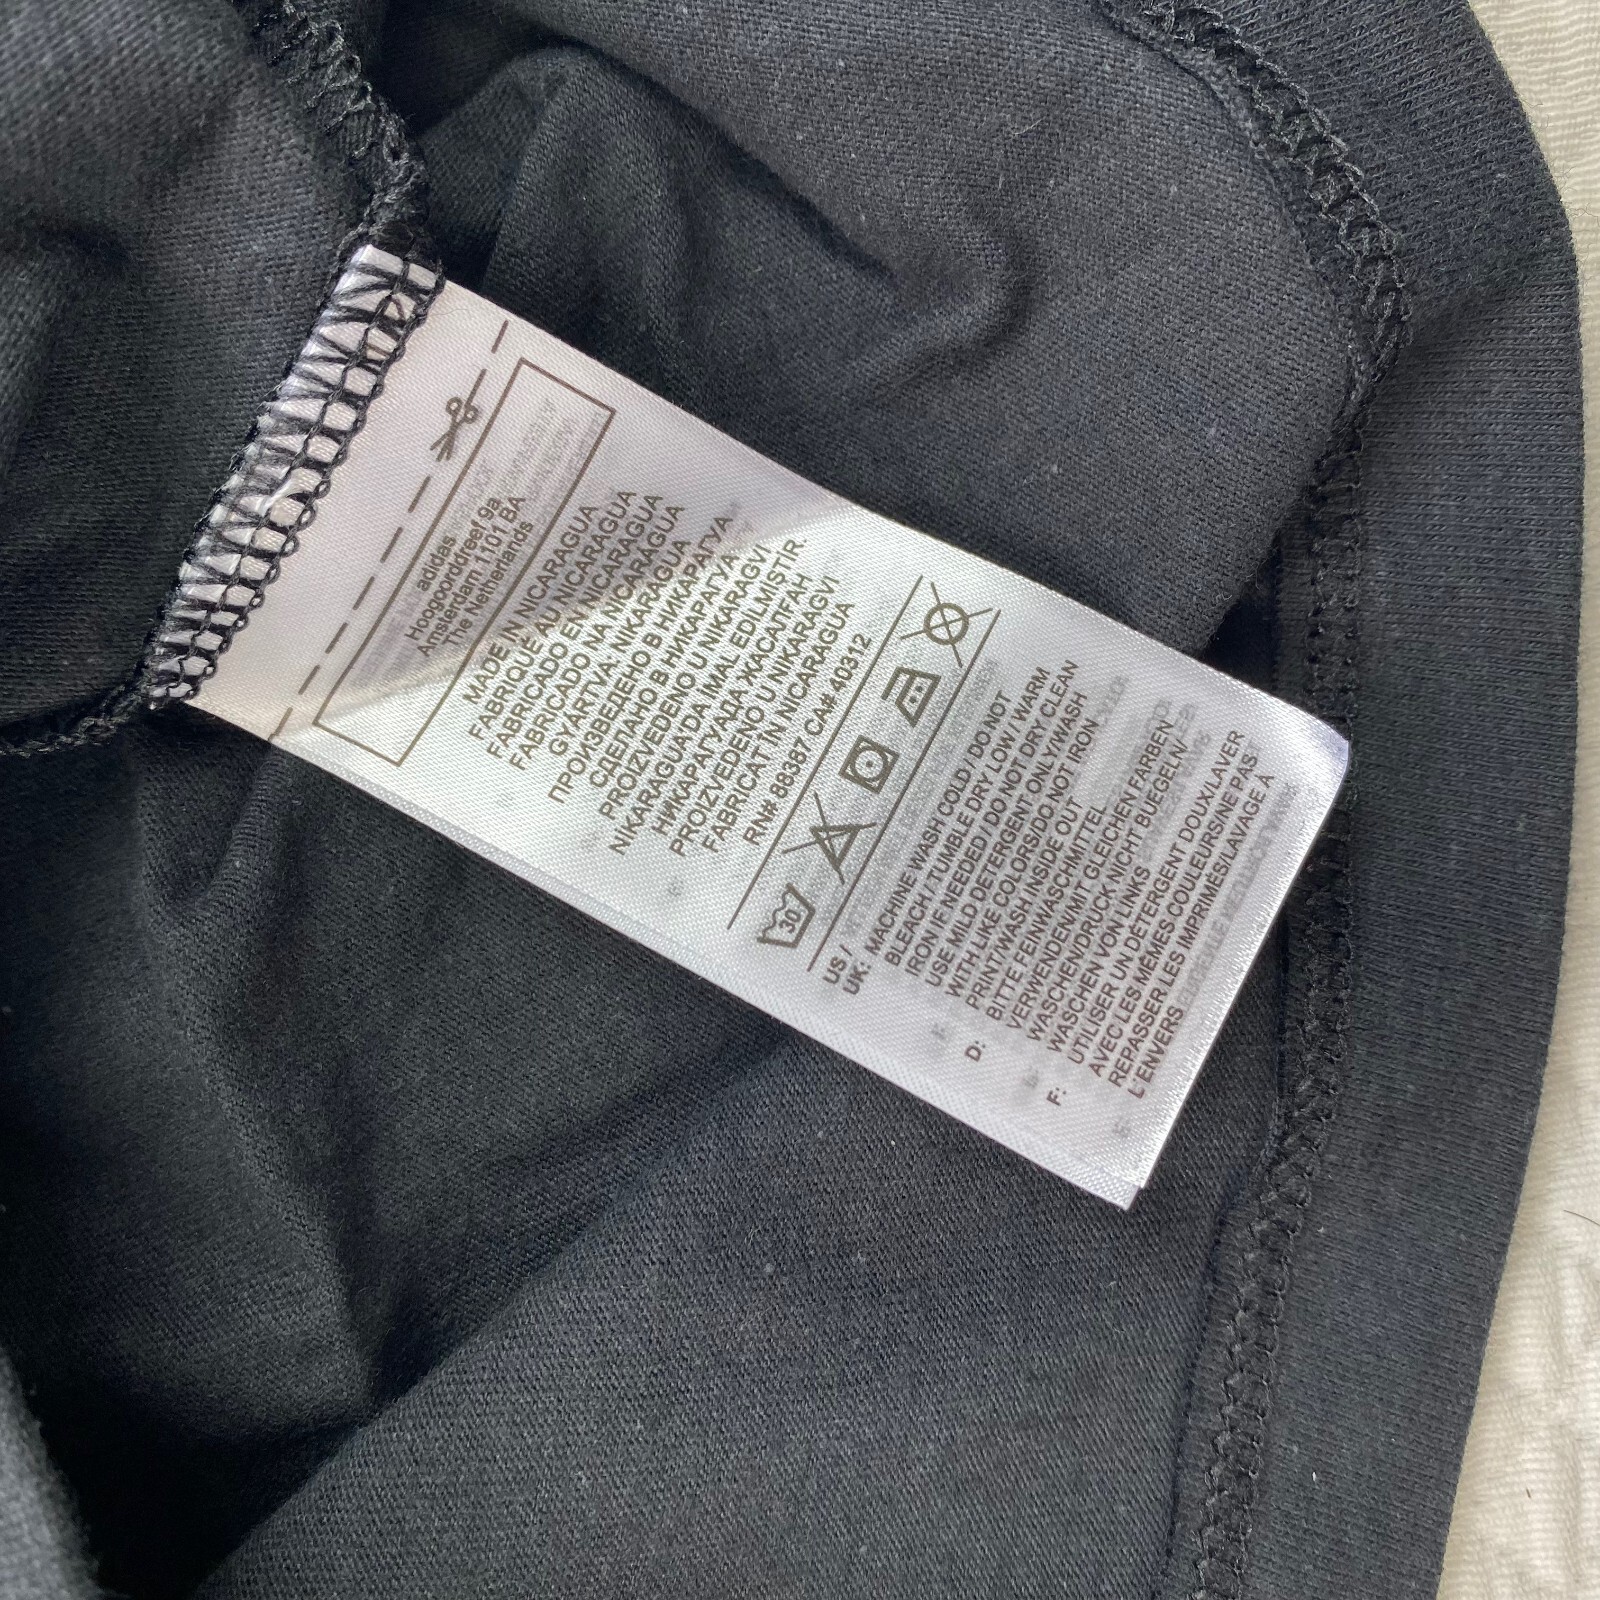 adidas
Hoogoorddreef 9a
Amsterdam 1101 BA
The Netherlands
MADE IN NICARAGUA
FABRIQUÉ AU NICARAGUA
FABRICADO EN NICARAGUA
FABRICADO NA NICARÁGUA
GYÁRTVA: NIKARAGUA
ПРОИЗВЕДЕНО В НИКАРАГУА
СДЕЛАНО В НИКАРАГУА
PROIZVEDENO U NIKARAGVI
NIKARAGUA'DA İMAL EDİLMİŞTİR.
НИКАРАГУАДА ЖАСАЛҒАН
PROIZVEDENO U NIKARAGVI
FABRICAT ÎN NICARAGUA
RN# 88387 CA# 40312
30
US /
UK: MACHINE WASH COLD / DO NOT
BLEACH / TUMBLE DRY LOW / WARM
IRON IF NEEDED / DO NOT DRY CLEAN
USE MILD DETERGENT ONLY/WASH
WITH LIKE COLORS/DO NOT IRON
PRINT/WASH INSIDE OUT
D: BITTE FEINWASCHMITTEL
VERWENDEN/MIT GLEICHEN FARBEN
WASCHEN/DRUCK NICHT BUEGELN/
WASCHEN VON LINKS
F: UTILISER UN DÉTERGENT DOUX/LAVER
AVEC LES MÊMES COULEURS/NE PAS
REPASSER LES IMPRIMÉS/LAVAGE À
L'ENVERS